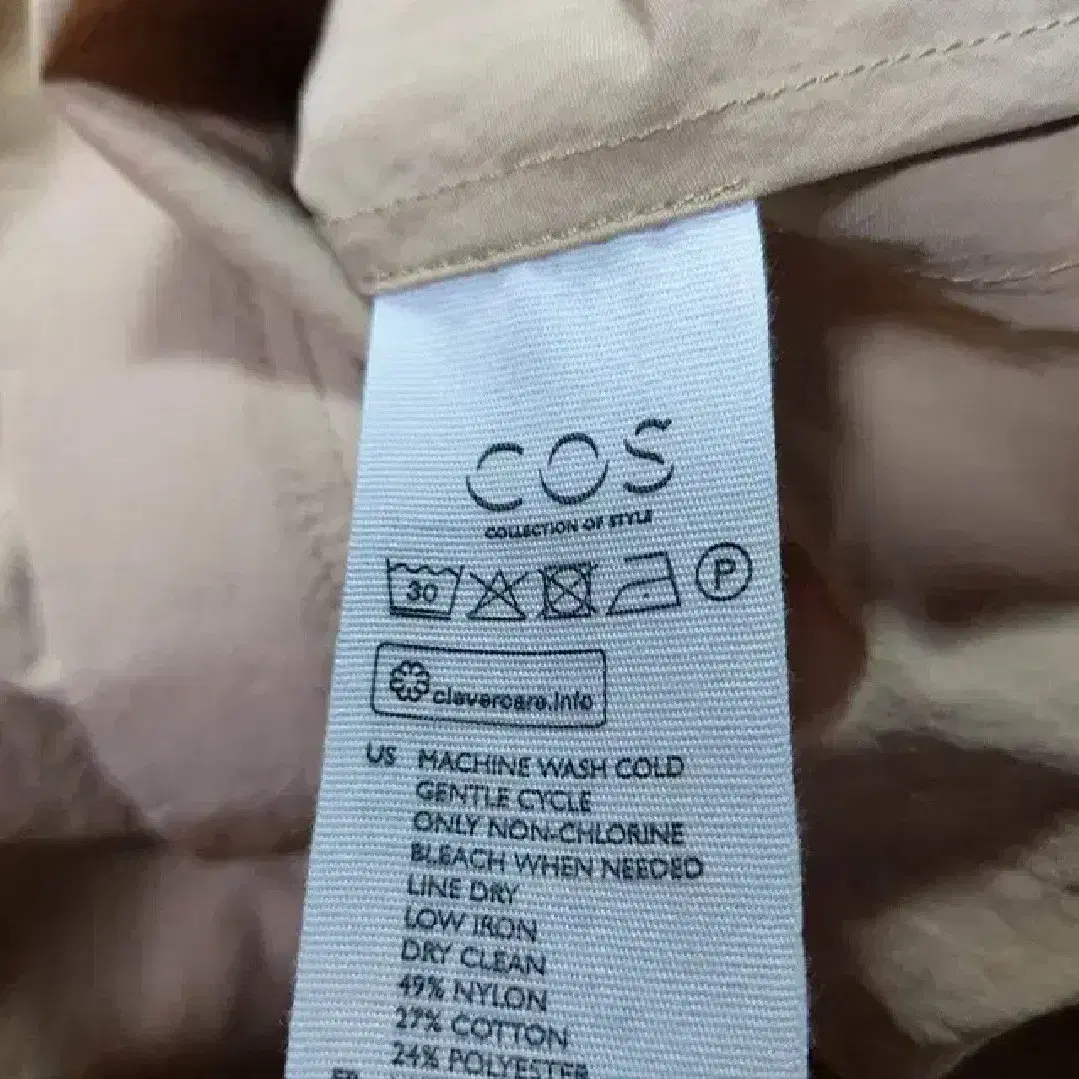 COS
COLLECTION OF STYLE
30 P
clevercare.info
US MACHINE WASH COLD
GENTLE CYCLE
ONLY NON-CHLORINE
BLEACH WHEN NEEDED
LINE DRY
LOW IRON
DRY CLEAN
49% NYLON
27% COTTON
24% POLYESTER